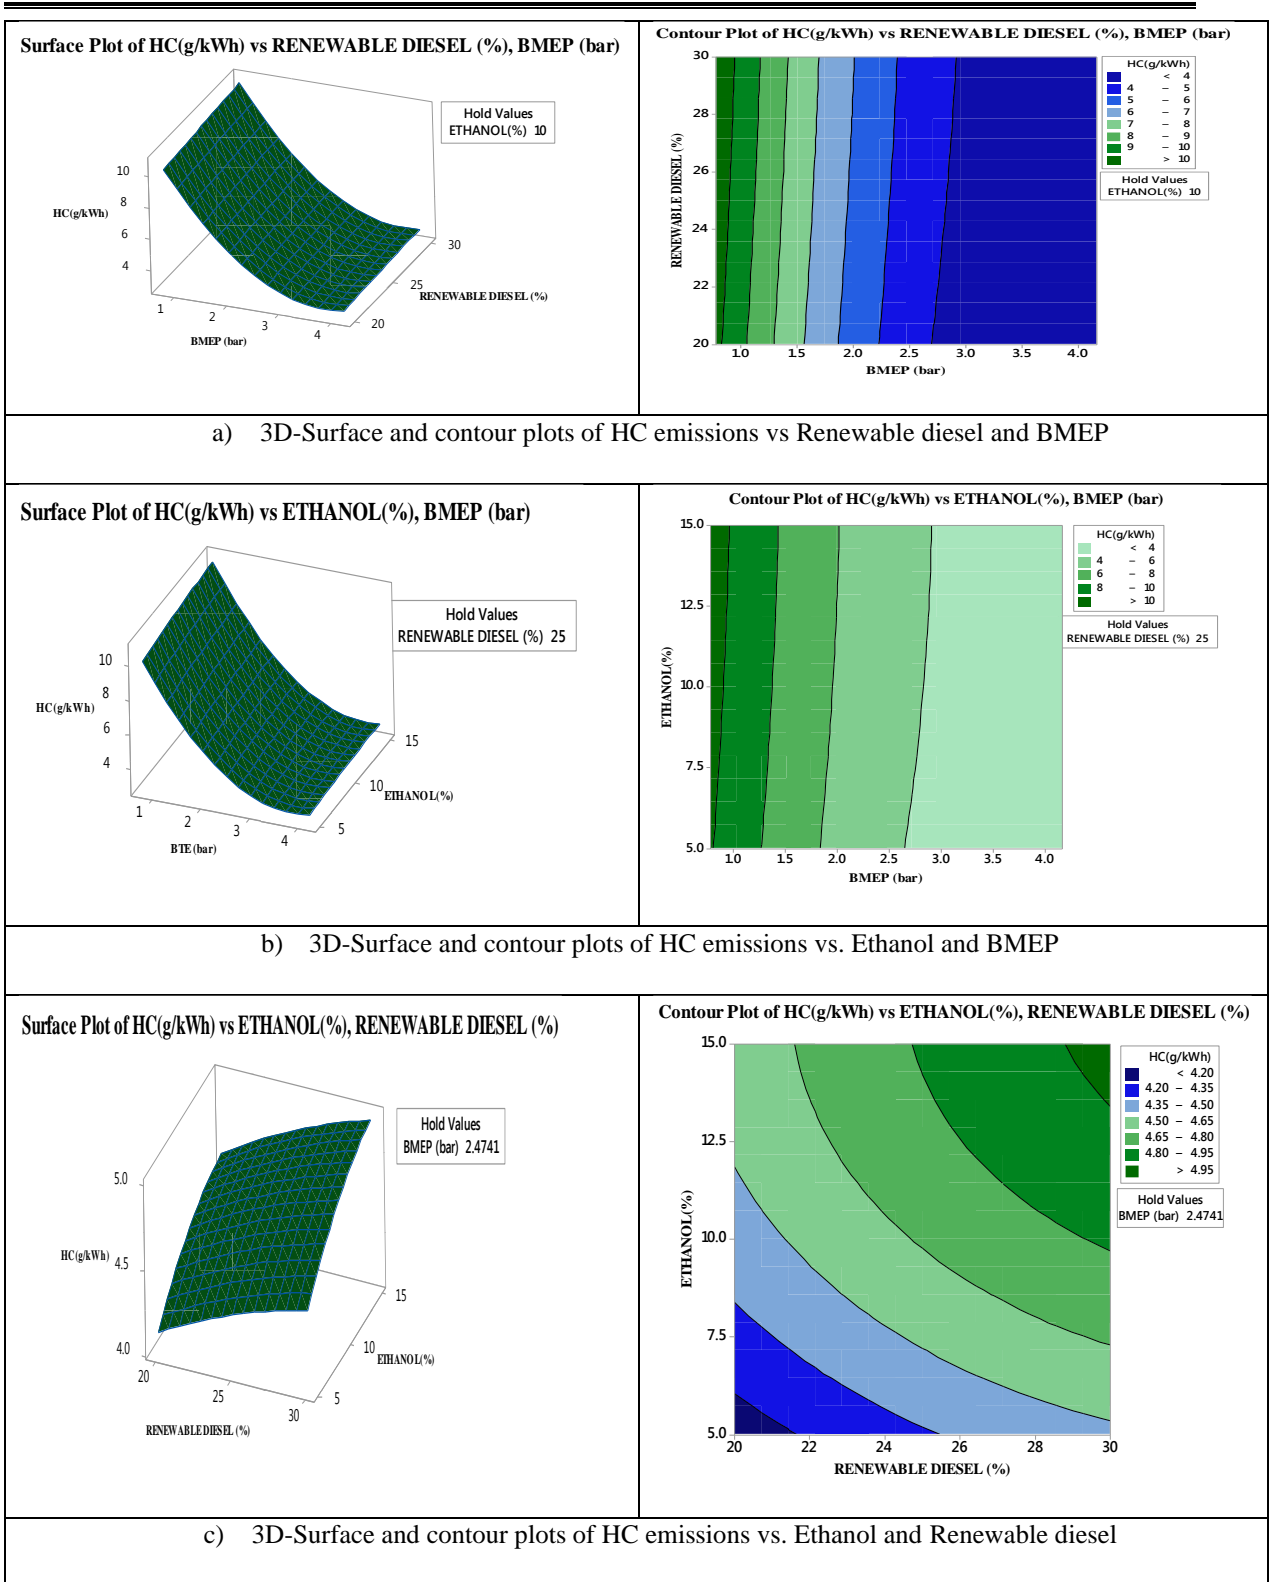 Surface Plot of HC(g/kWh) vs RENEWABLE DIESEL (%), BMEP (bar)
Hold Values
ETHANOL(%) 10
10
8
HC(g/kWh)
6
4
1
2
3
4
BMEP (bar)
30
25
RENEWABLE DIESEL (%)
20
Contour Plot of HC(g/kWh) vs RENEWABLE DIESEL (%), BMEP (bar)
30
28
26
24
22
20
RENEWABLE DIESEL (%)
1.0 1.5 2.0 2.5 3.0 3.5 4.0
BMEP (bar)
HC(g/kWh)
< 4
4 – 5
5 – 6
6 – 7
7 – 8
8 – 9
9 – 10
> 10
Hold Values
ETHANOL(%) 10
a) 3D-Surface and contour plots of HC emissions vs Renewable diesel and BMEP
Surface Plot of HC(g/kWh) vs ETHANOL(%), BMEP (bar)
Hold Values
RENEWABLE DIESEL (%) 25
10
8
HC(g/kWh)
6
4
1
2
3
4
BTE (bar)
15
10
ETHANOL(%)
5
Contour Plot of HC(g/kWh) vs ETHANOL(%), BMEP (bar)
15.0
12.5
10.0
7.5
5.0
ETHANOL(%)
1.0 1.5 2.0 2.5 3.0 3.5 4.0
BMEP (bar)
HC(g/kWh)
< 4
4 – 6
6 – 8
8 – 10
> 10
Hold Values
RENEWABLE DIESEL (%) 25
b) 3D-Surface and contour plots of HC emissions vs. Ethanol and BMEP
Surface Plot of HC(g/kWh) vs ETHANOL(%), RENEWABLE DIESEL (%)
Hold Values
BMEP (bar) 2.4741
5.0
HC(g/kWh)
4.5
4.0
20
25
30
RENEWABLE DIESEL (%)
15
10
ETHANOL(%)
5
Contour Plot of HC(g/kWh) vs ETHANOL(%), RENEWABLE DIESEL (%)
15.0
12.5
10.0
7.5
5.0
ETHANOL(%)
20 22 24 26 28 30
RENEWABLE DIESEL (%)
HC(g/kWh)
< 4.20
4.20 – 4.35
4.35 – 4.50
4.50 – 4.65
4.65 – 4.80
4.80 – 4.95
> 4.95
Hold Values
BMEP (bar) 2.4741
c) 3D-Surface and contour plots of HC emissions vs. Ethanol and Renewable diesel